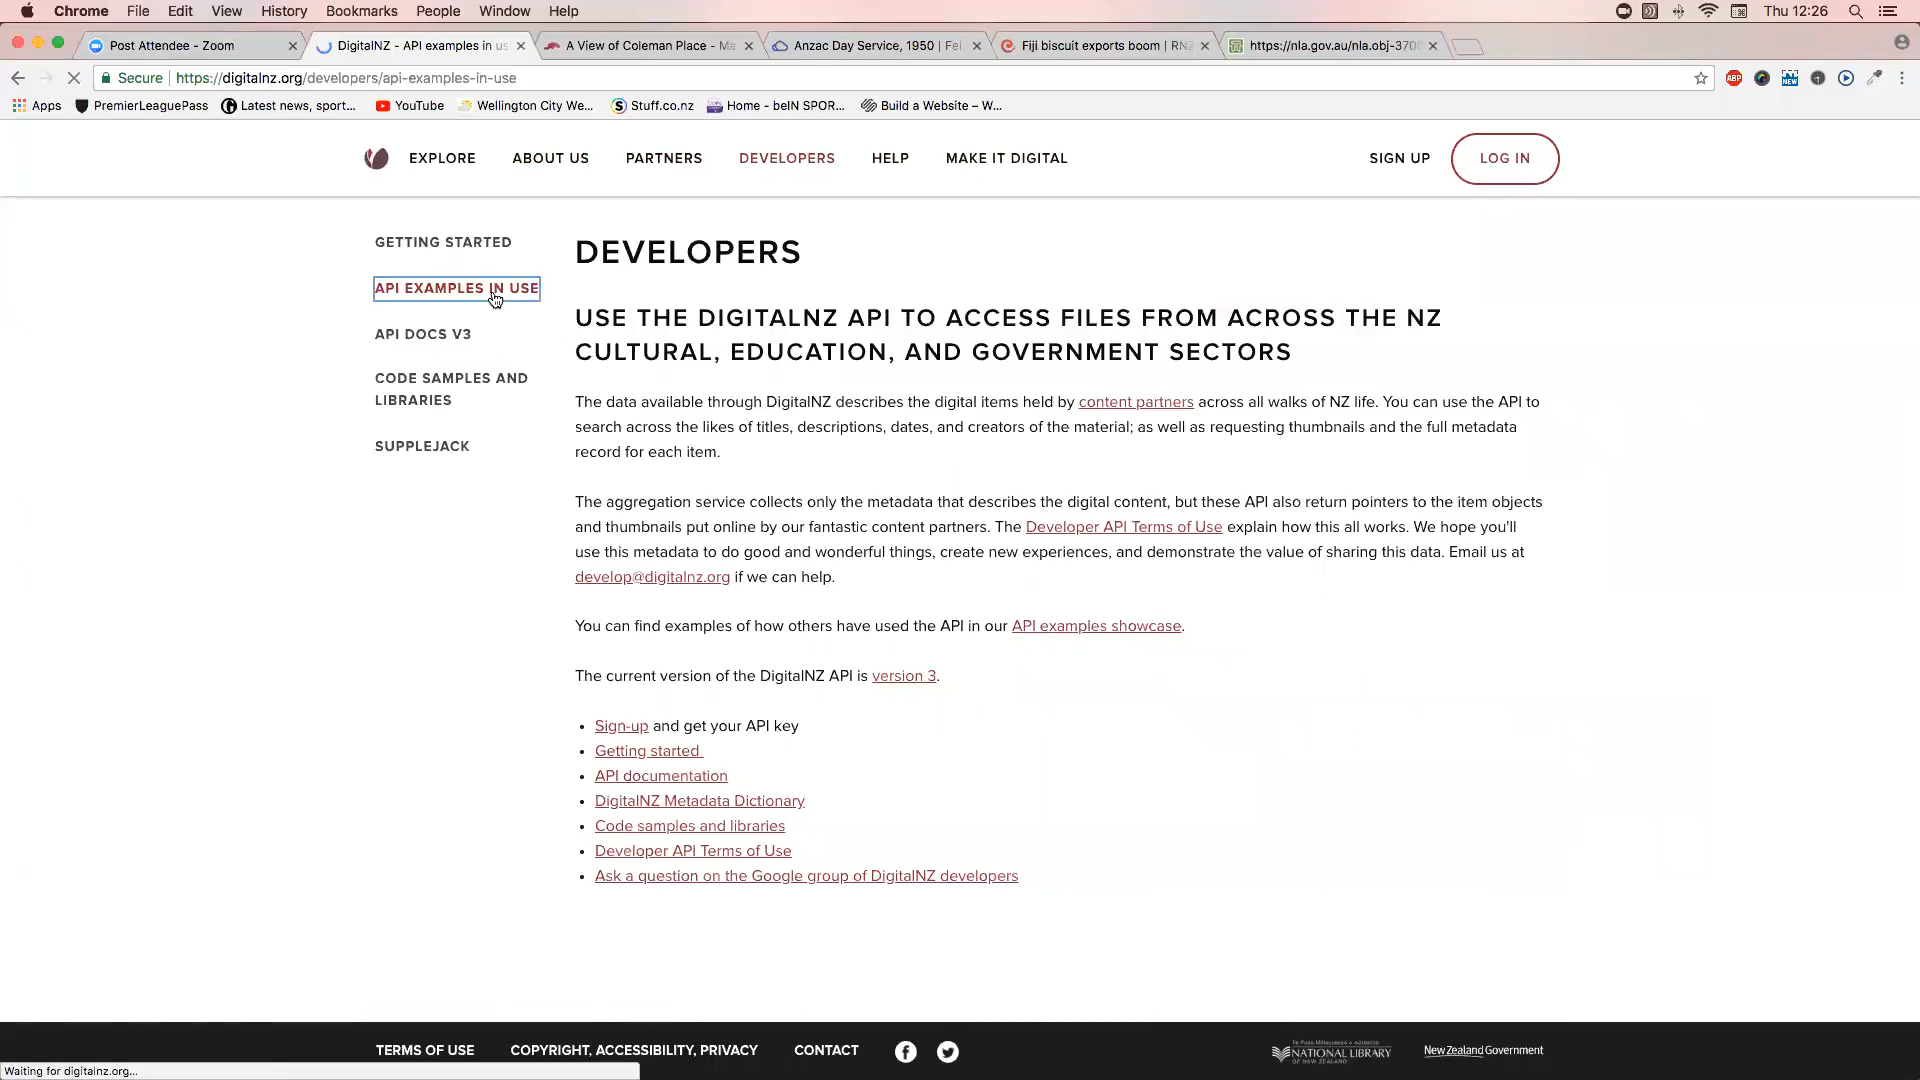 Chrome File Edit View History Bookmarks People Window Help Thu 12:26
Post Attendee - Zoom
DigitalNZ - API examples in us
A View of Coleman Place - Ma
Anzac Day Service, 1950 | Fei
Fiji biscuit exports boom | RNZ
https://nla.gov.au/nla.obj-370
Secure https://digitalnz.org/developers/api-examples-in-use
Apps PremierLeaguePass Latest news, sport... YouTube Wellington City We... Stuff.co.nz Home - beIN SPOR... Build a Website – W...
EXPLORE ABOUT US PARTNERS DEVELOPERS HELP MAKE IT DIGITAL SIGN UP LOG IN
GETTING STARTED
API EXAMPLES IN USE
API DOCS V3
CODE SAMPLES AND
LIBRARIES
SUPPLEJACK
DEVELOPERS
USE THE DIGITALNZ API TO ACCESS FILES FROM ACROSS THE NZ
CULTURAL, EDUCATION, AND GOVERNMENT SECTORS
The data available through DigitalNZ describes the digital items held by content partners across all walks of NZ life. You can use the API to
search across the likes of titles, descriptions, dates, and creators of the material; as well as requesting thumbnails and the full metadata
record for each item.
The aggregation service collects only the metadata that describes the digital content, but these API also return pointers to the item objects
and thumbnails put online by our fantastic content partners. The Developer API Terms of Use explain how this all works. We hope you'll
use this metadata to do good and wonderful things, create new experiences, and demonstrate the value of sharing this data. Email us at
develop@digitalnz.org if we can help.
You can find examples of how others have used the API in our API examples showcase.
The current version of the DigitalNZ API is version 3.
• Sign-up and get your API key
• Getting started
• API documentation
• DigitalNZ Metadata Dictionary
• Code samples and libraries
• Developer API Terms of Use
• Ask a question on the Google group of DigitalNZ developers
TERMS OF USE COPYRIGHT, ACCESSIBILITY, PRIVACY CONTACT
NATIONAL LIBRARY
OF NEW ZEALAND
New Zealand Government
Waiting for digitalnz.org...